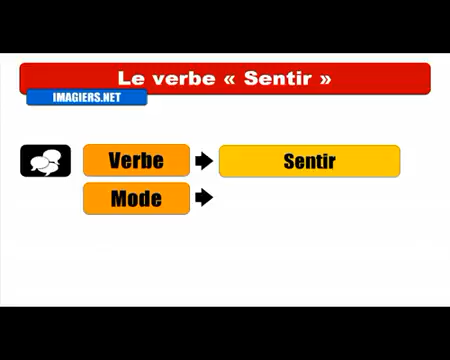 Le verbe « Sentir »
IMAGIERS.NET
Verbe Sentir
Mode